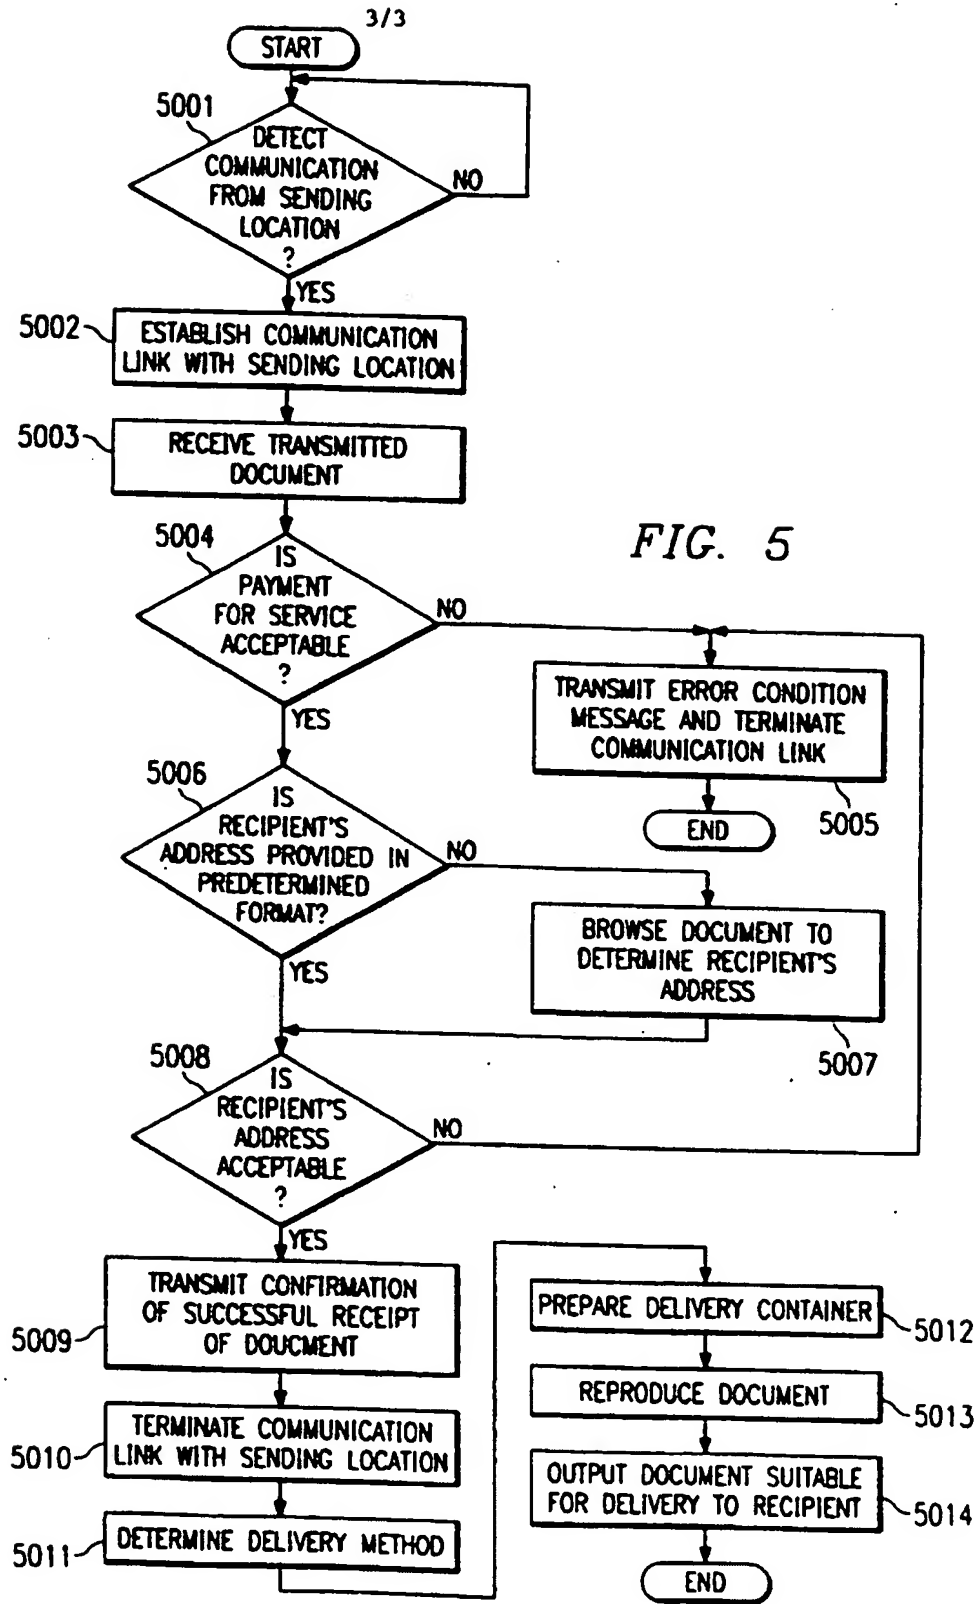 3/3
START
5001
DETECT
COMMUNICATION
FROM SENDING
LOCATION
?
NO
YES
5002
ESTABLISH COMMUNICATION
LINK WITH SENDING LOCATION
5003
RECEIVE TRANSMITTED
DOCUMENT
FIG. 5
5004
IS
PAYMENT
FOR SERVICE
ACCEPTABLE
?
NO
YES
TRANSMIT ERROR CONDITION
MESSAGE AND TERMINATE
COMMUNICATION LINK
5005
END
5006
IS
RECIPIENT'S
ADDRESS PROVIDED IN
PREDETERMINED
FORMAT?
NO
YES
BROWSE DOCUMENT TO
DETERMINE RECIPIENT'S
ADDRESS
5007
5008
IS
RECIPIENT'S
ADDRESS
ACCEPTABLE
?
NO
YES
TRANSMIT CONFIRMATION
OF SUCCESSFUL RECEIPT
OF DOUCMENT
5009
TERMINATE COMMUNICATION
LINK WITH SENDING LOCATION
5010
DETERMINE DELIVERY METHOD
5011
PREPARE DELIVERY CONTAINER
5012
REPRODUCE DOCUMENT
5013
OUTPUT DOCUMENT SUITABLE
FOR DELIVERY TO RECIPIENT
5014
END